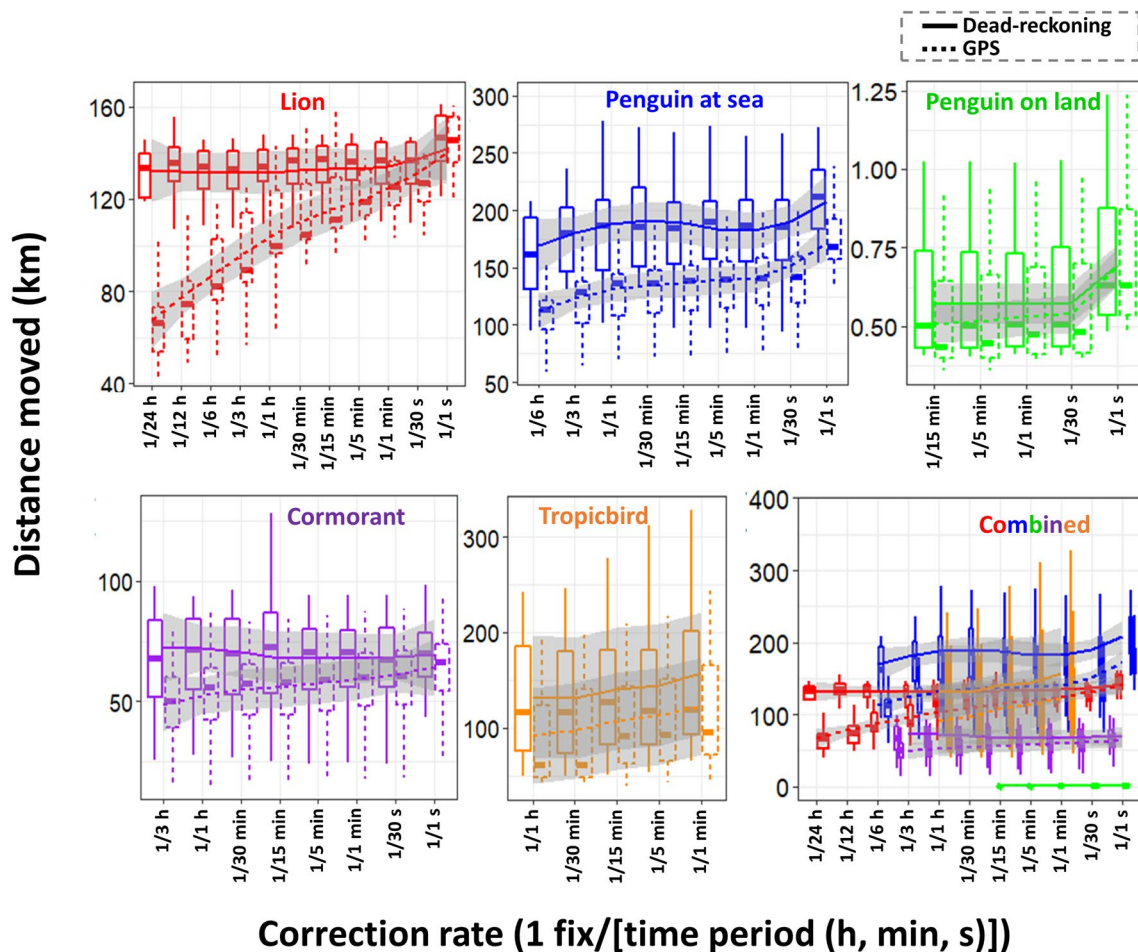 Dead-reckoning
GPS
Distance moved (km)
Lion
160
120
80
40
1/24 h
1/12 h
1/6 h
1/3 h
1/1 h
1/30 min
1/15 min
1/5 min
1/1 min
1/30 s
1/1 s
Penguin at sea
300
250
200
150
100
50
1/6 h
1/3 h
1/1 h
1/30 min
1/15 min
1/5 min
1/1 min
1/30 s
1/1 s
Penguin on land
1.25
1.00
0.75
0.50
1/15 min
1/5 min
1/1 min
1/30 s
1/1 s
Cormorant
100
50
1/3 h
1/1 h
1/30 min
1/15 min
1/5 min
1/1 min
1/30 s
1/1 s
Tropicbird
300
200
100
1/1 h
1/30 min
1/15 min
1/5 min
1/1 min
Combined
400
300
200
100
0
1/24 h
1/12 h
1/6 h
1/3 h
1/1 h
1/30 min
1/15 min
1/5 min
1/1 min
1/30 s
1/1 s
Correction rate (1 fix/[time period (h, min, s)])